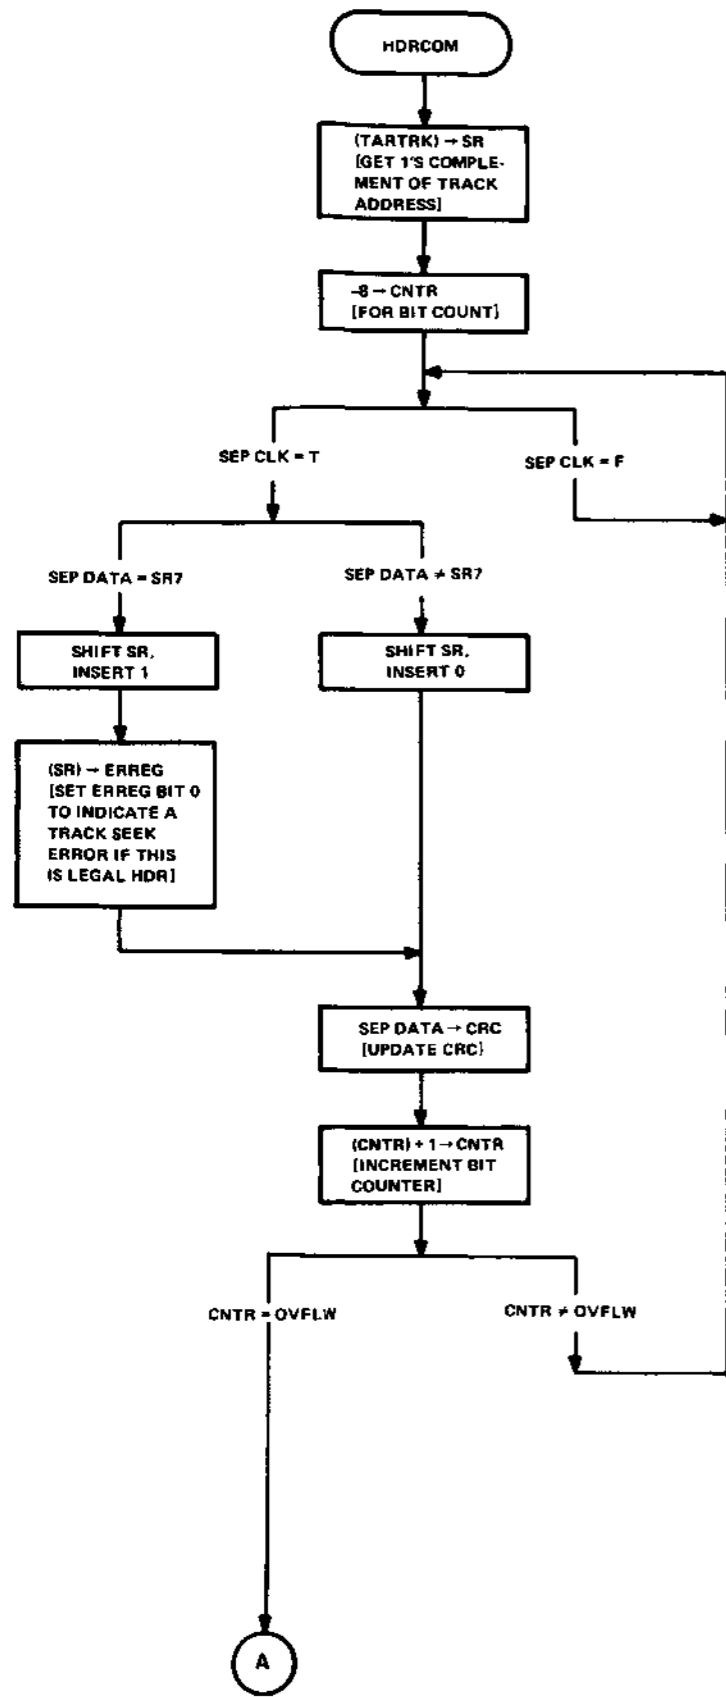 HDRCOM
(TARTRK) → SR
[GET 1'S COMPLE-
MENT OF TRACK
ADDRESS]
–8 → CNTR
[FOR BIT COUNT]
SEP CLK = T
SEP CLK = F
SEP DATA = SR7
SEP DATA ≠ SR7
SHIFT SR,
INSERT 1
SHIFT SR,
INSERT 0
(SR) → ERREG
[SET ERREG BIT 0
TO INDICATE A
TRACK SEEK
ERROR IF THIS
IS LEGAL HDR]
SEP DATA → CRC
[UPDATE CRC]
(CNTR) + 1 → CNTR
[INCREMENT BIT
COUNTER]
CNTR = OVFLW
CNTR ≠ OVFLW
A